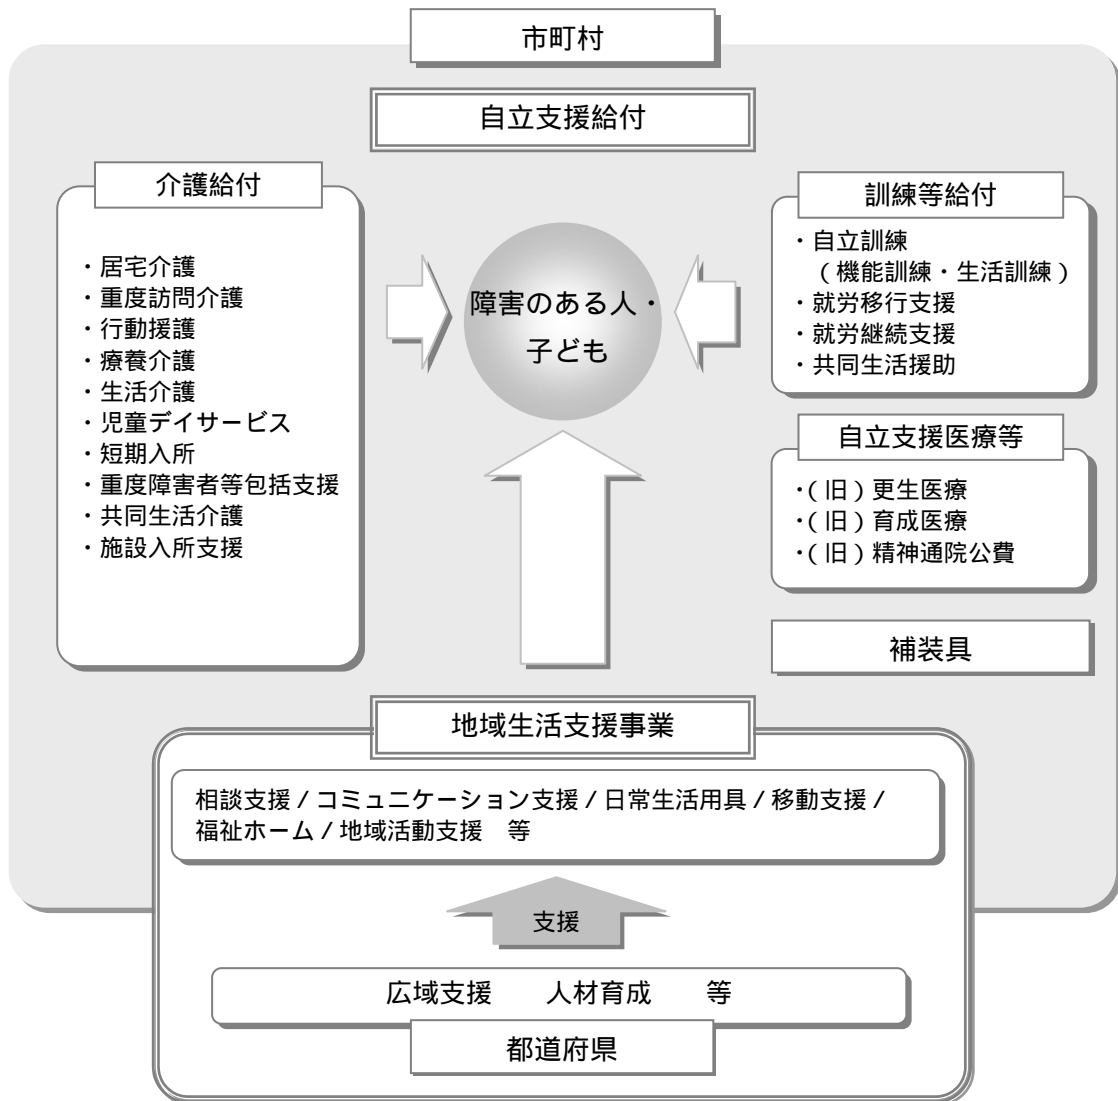 市町村
自立支援給付
介護給付
・居宅介護
・重度訪問介護
・行動援護
・療養介護
・生活介護
・児童デイサービス
・短期入所
・重度障害者等包括支援
・共同生活介護
・施設入所支援
障害のある人・
子ども
訓練等給付
・自立訓練
（機能訓練・生活訓練）
・就労移行支援
・就労継続支援
・共同生活援助
自立支援医療等
・（旧）更生医療
・（旧）育成医療
・（旧）精神通院公費
補装具
地域生活支援事業
相談支援／コミュニケーション支援／日常生活用具／移動支援／
福祉ホーム／地域活動支援　等
支援
広域支援　　人材育成　　等
都道府県